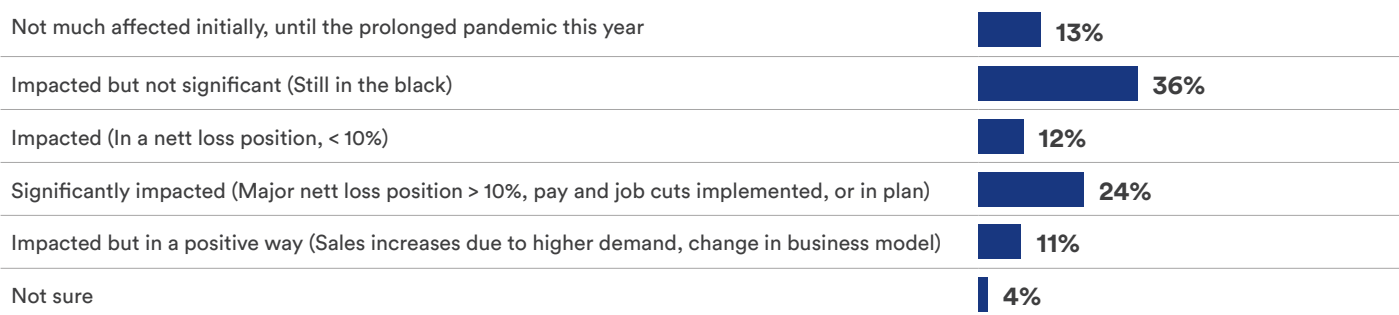 Not much affected initially, until the prolonged pandemic this year 13%
Impacted but not significant (Still in the black) 36%
Impacted (In a nett loss position, < 10%) 12%
Significantly impacted (Major nett loss position > 10%, pay and job cuts implemented, or in plan) 24%
Impacted but in a positive way (Sales increases due to higher demand, change in business model) 11%
Not sure 4%